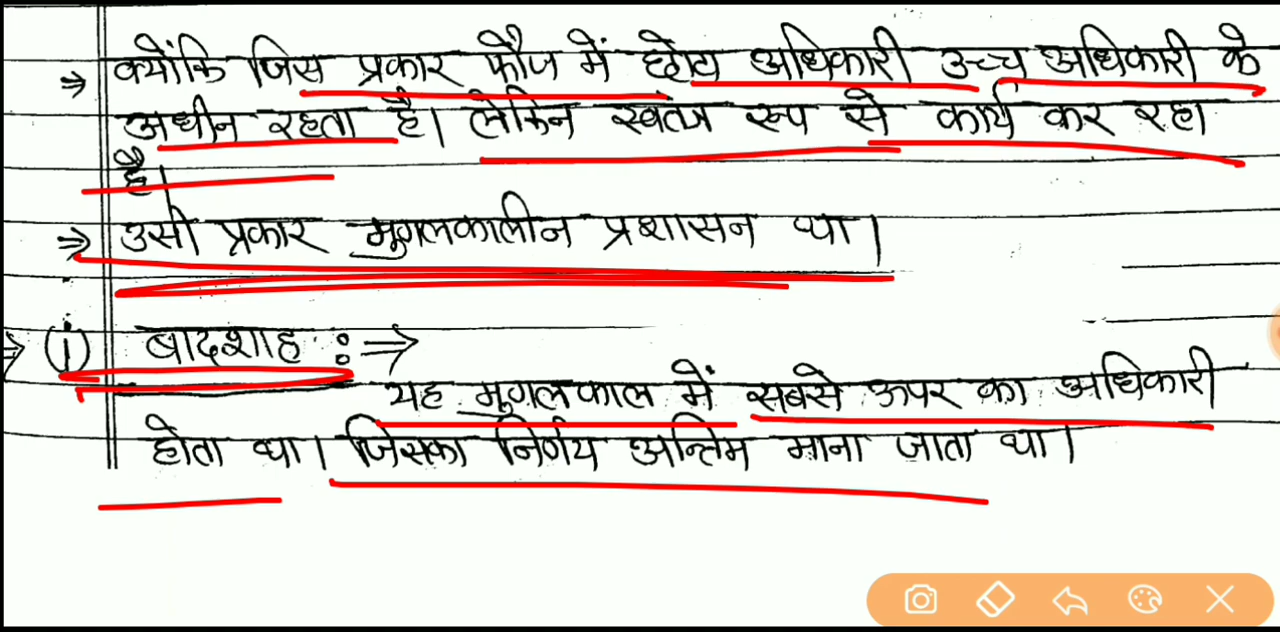 ⇒ क्योंकि जिस प्रकार फौज में छोटा अधिकारी उच्च अधिकारी के
अधीन रहता है। लेकिन स्वतंत्र रूप से कार्य कर रहा
है।
⇒ उसी प्रकार मुगलकालीन प्रशासन था।
⇒ (i) बादशाह :⇒
यह मुगलकाल में सबसे ऊपर का अधिकारी
होता था। जिसका निर्णय अन्तिम माना जाता था।